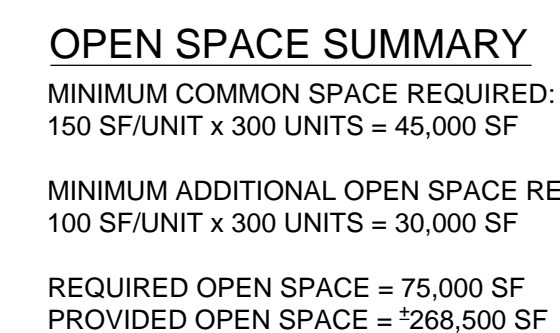 OPEN SPACE SUMMARY
MINIMUM COMMON SPACE REQUIRED:
150 SF/UNIT x 300 UNITS = 45,000 SF
MINIMUM ADDITIONAL OPEN SPACE
100 SF/UNIT x 300 UNITS = 30,000 SF
REQUIRED OPEN SPACE = 75,000 SF
PROVIDED OPEN SPACE = ±268,500 SF